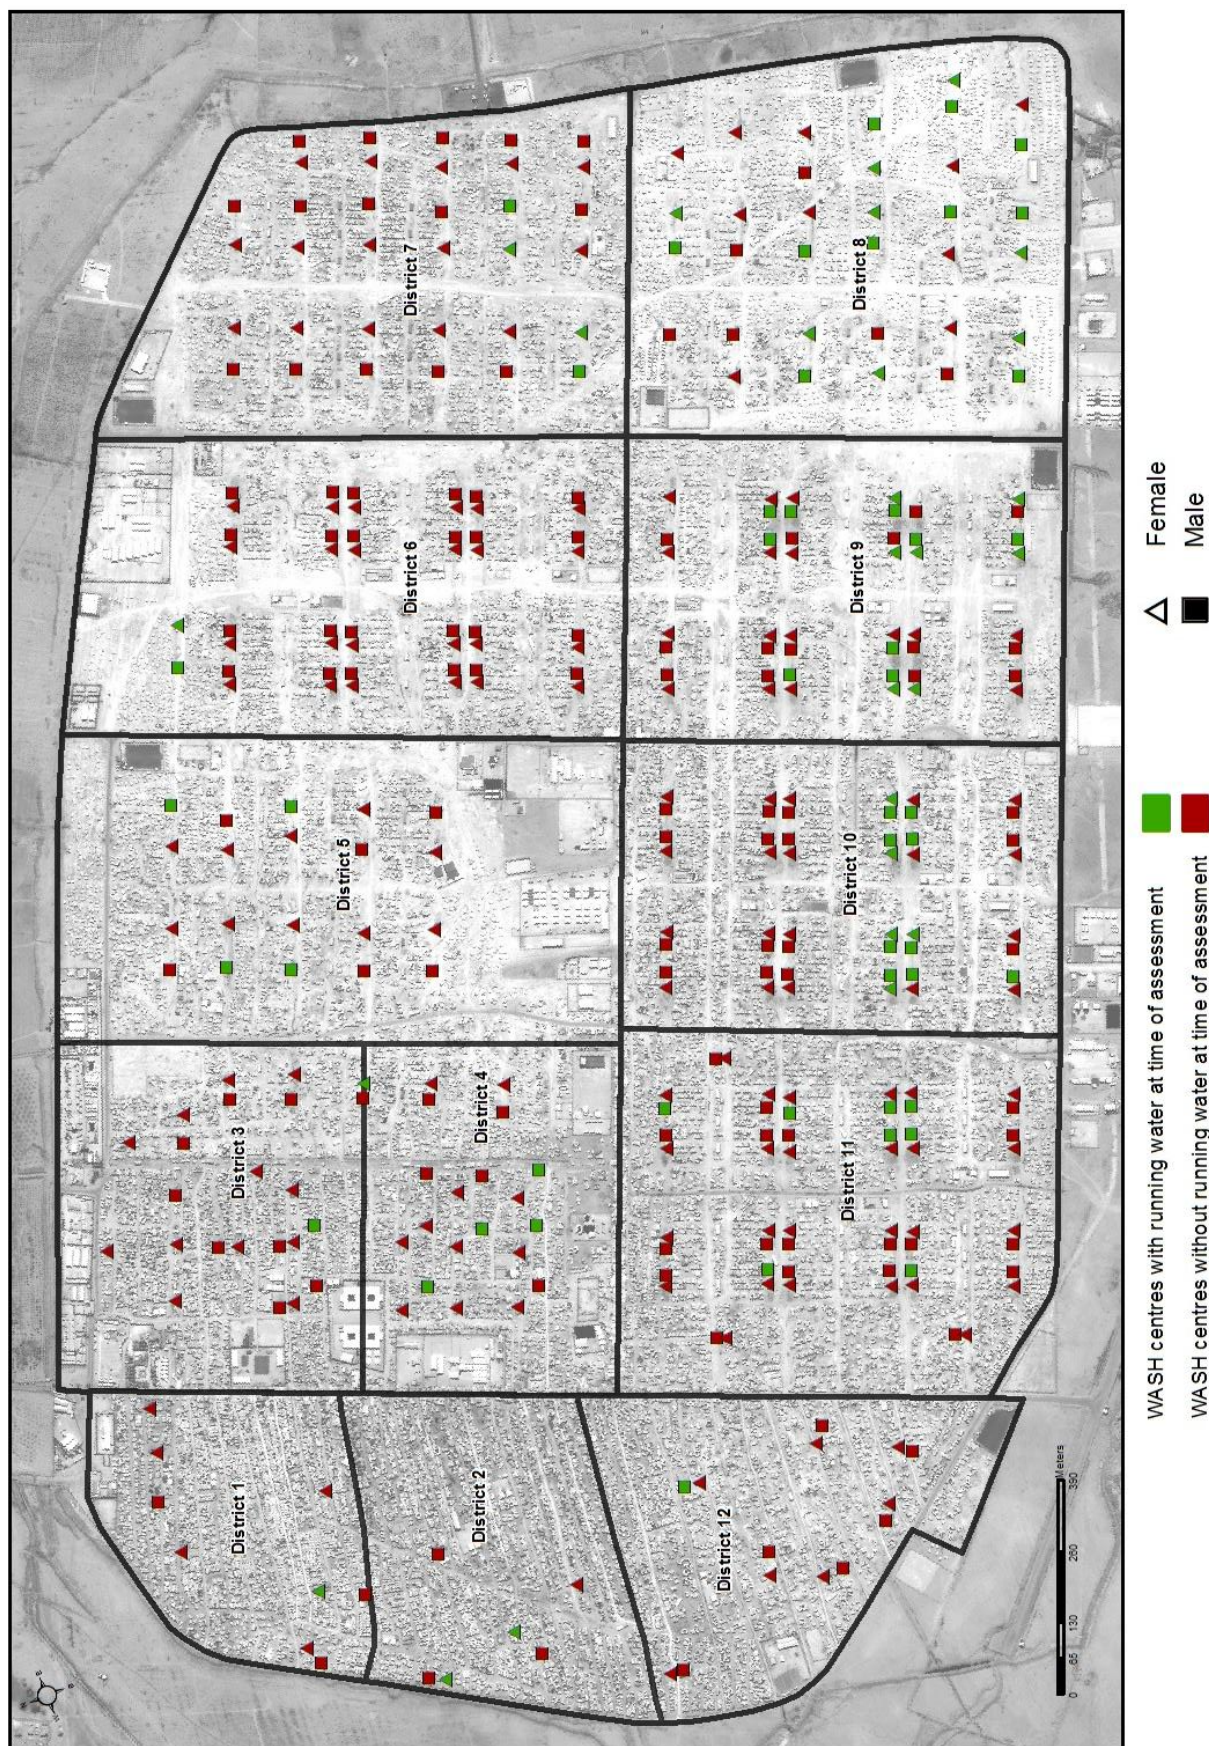 District 1
District 2
District 3
District 4
District 5
District 6
District 7
District 8
District 9
District 10
District 11
District 12
0 65 130 260 390
Meters
WASH centres with running water at time of assessment
WASH centres without running water at time of assessment
Female
Male